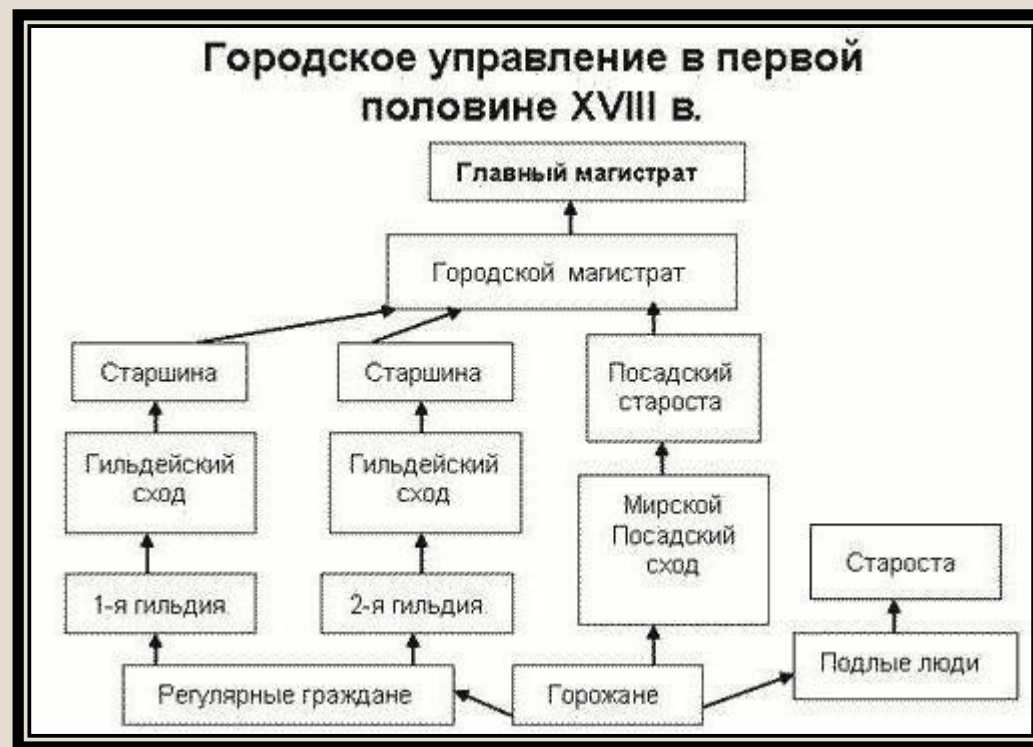 Городское управление в первой
половине XVIII в.
Главный магистрат
Городской магистрат
Старшина
Старшина
Посадский
староста
Гильдейский
сход
Гильдейский
сход
Мирской
Посадский
сход
Староста
1-я гильдия
2-я гильдия
Подлые люди
Регулярные граждане
Горожане